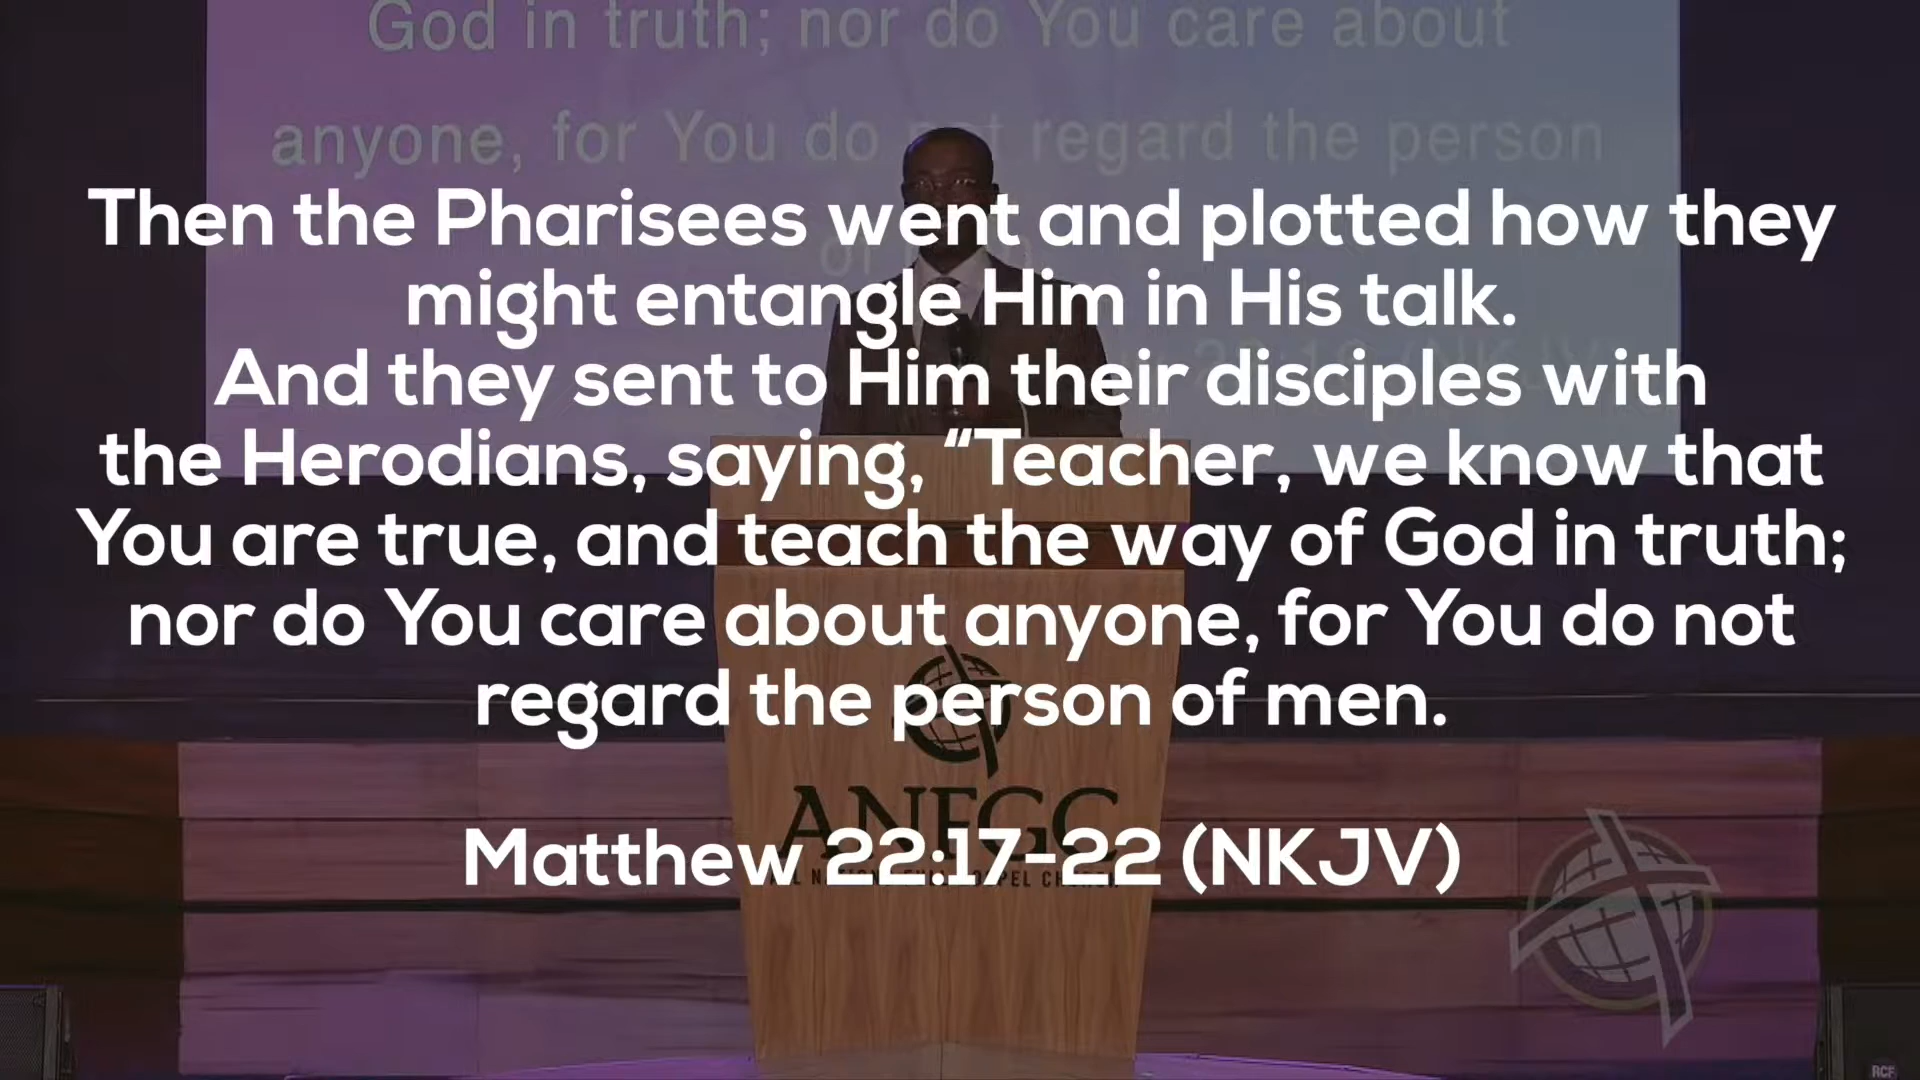 God in truth; nor do You care about
anyone, for You do not regard the person
Then the Pharisees went and plotted how they
might entangle Him in His talk.
And they sent to Him their disciples with
the Herodians, saying, “Teacher, we know that
You are true, and teach the way of God in truth;
nor do You care about anyone, for You do not
regard the person of men.
ANFGC
Matthew 22:17-22 (NKJV)
RCF